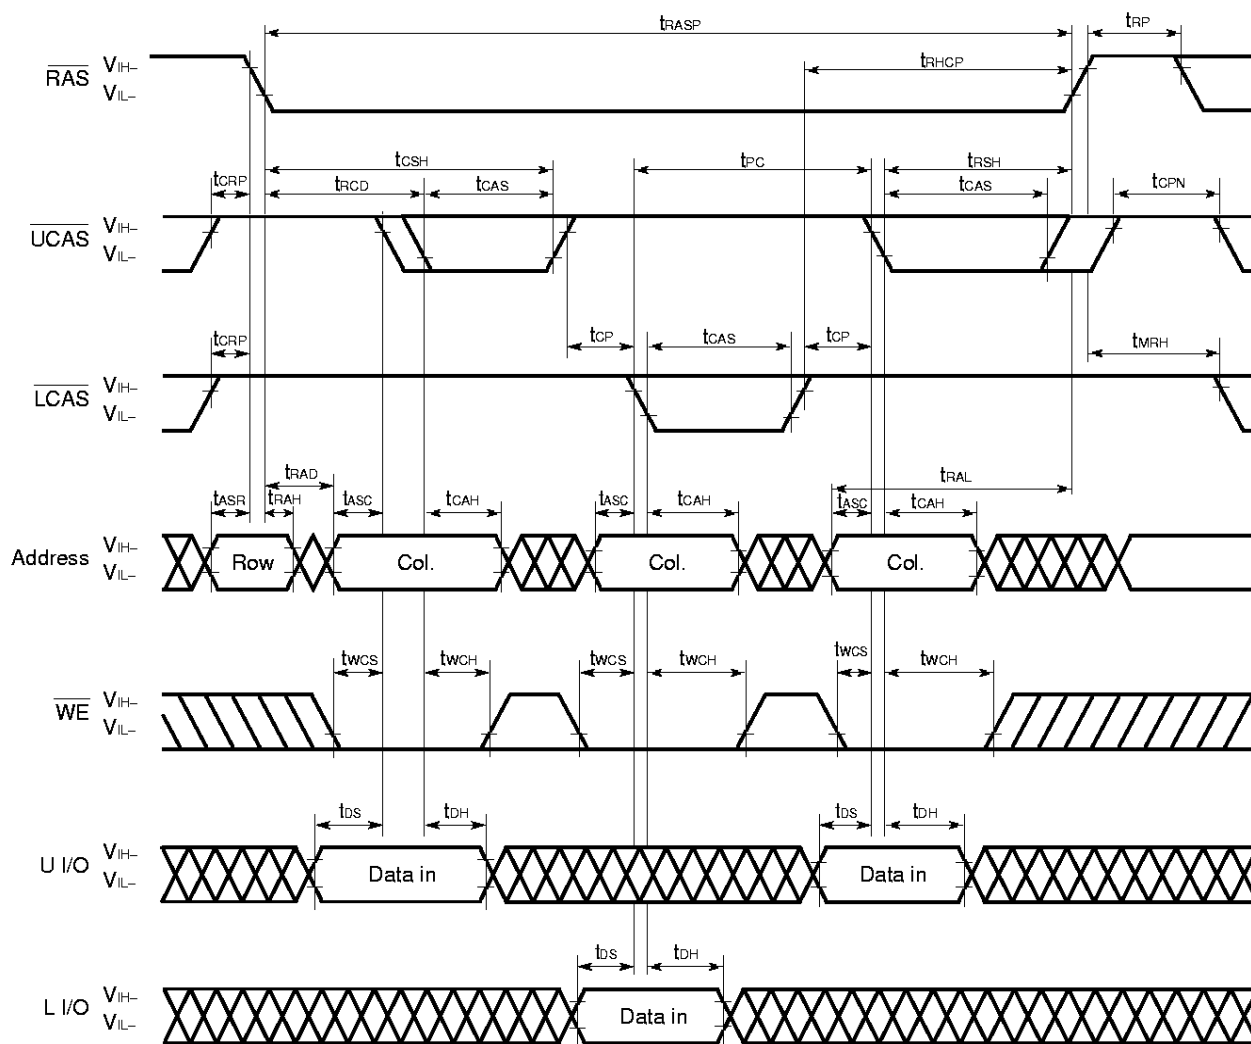 tRASP tRP
tRHCP
RAS VIH– VIL–
tCSH tPC tRSH
tCRP tRCD tCAS tCAS tCPN
UCAS VIH– VIL–
tCRP tCP tCAS tCP tMRH
LCAS VIH– VIL–
tRAD tRAL
tASR tRAH tASC tCAH tASC tCAH tASC tCAH
Address VIH– VIL– Row Col. Col. Col.
tWCS tWCH tWCS tWCH tWCS tWCH
WE VIH– VIL–
tDS tDH tDS tDH
U I/O VIH– VIL– Data in Data in
tDS tDH
L I/O VIH– VIL– Data in